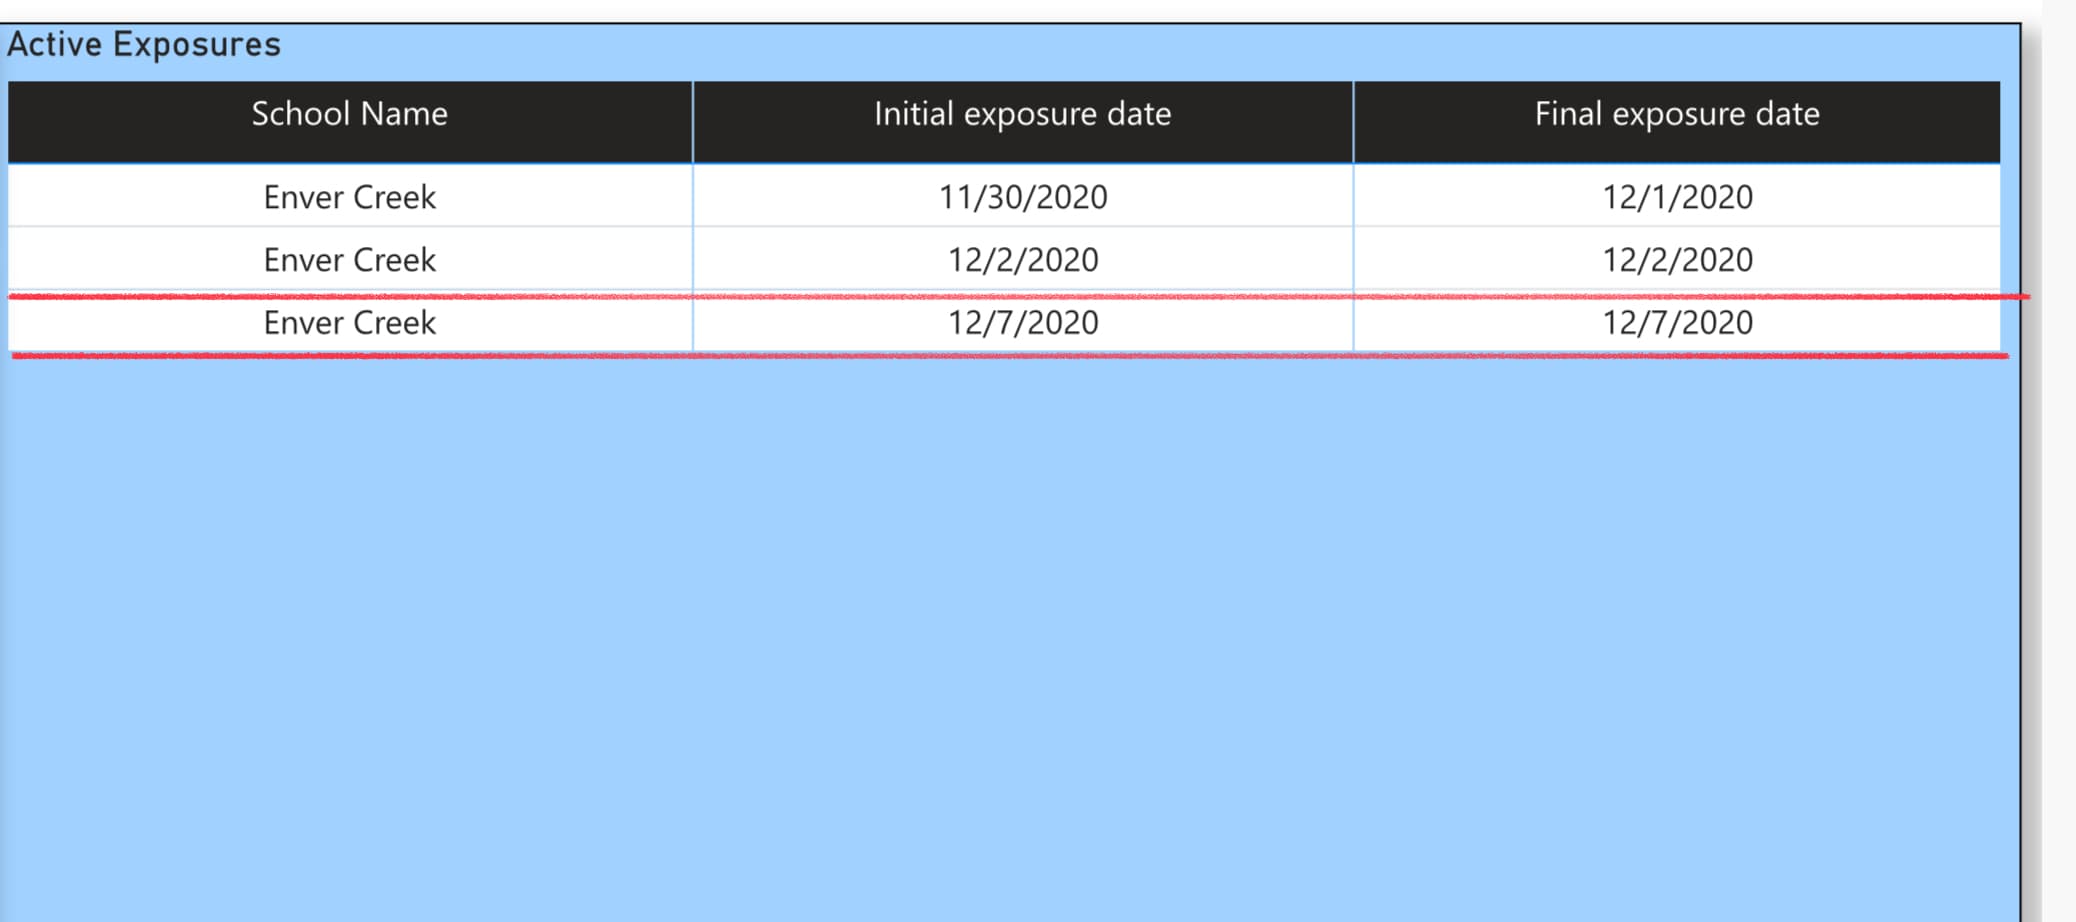 Active Exposures
School Name Initial exposure date Final exposure date
Enver Creek 11/30/2020 12/1/2020
Enver Creek 12/2/2020 12/2/2020
Enver Creek 12/7/2020 12/7/2020